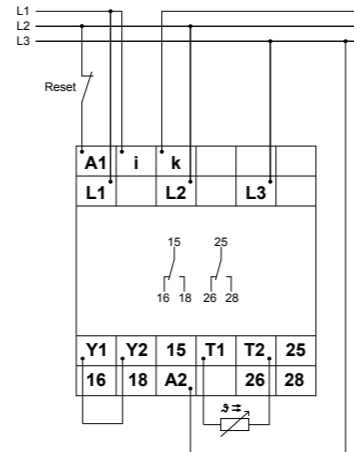 L1
L2
L3
Reset
A1 i k
L1 L2 L3
15 25
16 18 26 28
Y1 Y2 15 T1 T2 25
16 18 A2 26 28
ϑ